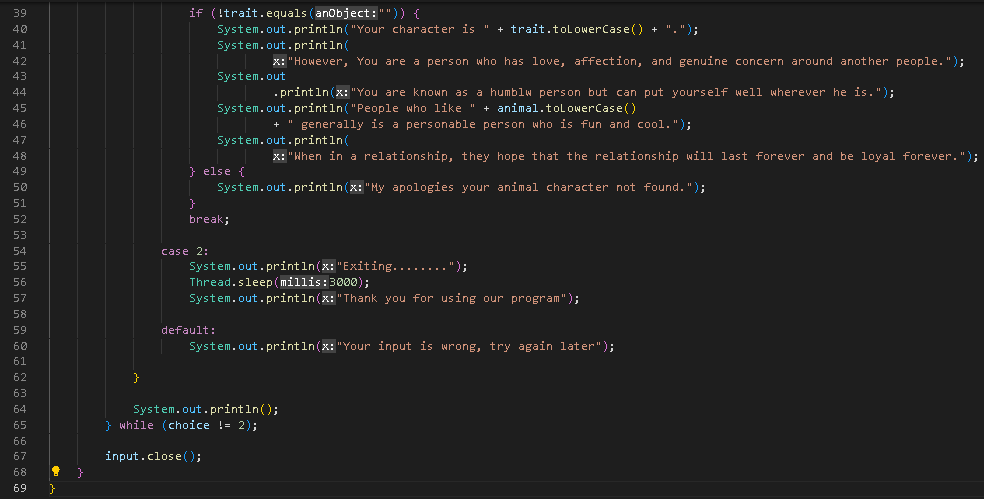 39 if (!trait.equals(anObject:"")) {
40 System.out.println("Your character is " + trait.toLowerCase() + ".");
41 System.out.println(
42 x:"However, You are a person who has love, affection, and genuine concern around another people.");
43 System.out
44 .println(x:"You are known as a humblw person but can put yourself well wherever he is.");
45 System.out.println("People who like " + animal.toLowerCase()
46 + " generally is a personable person who is fun and cool.");
47 System.out.println(
48 x:"When in a relationship, they hope that the relationship will last forever and be loyal forever.");
49 } else {
50 System.out.println(x:"My apologies your animal character not found.");
51 }
52 break;
53
54 case 2:
55 System.out.println(x:"Exiting........");
56 Thread.sleep(millis:3000);
57 System.out.println(x:"Thank you for using our program");
58
59 default:
60 System.out.println(x:"Your input is wrong, try again later");
61
62 }
63
64 System.out.println();
65 } while (choice != 2);
66
67 input.close();
68 }
69 }